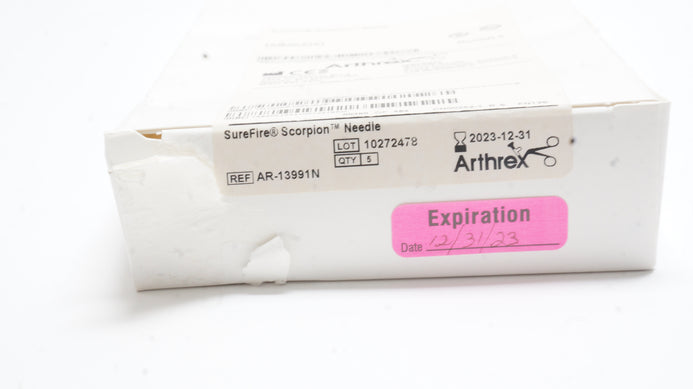 Arthrex
SureFire® Scorpion™ Needle
LOT 10272478
QTY 5
REF AR-13991N
2023-12-31
Arthrex
Expiration
Date 12/31/23